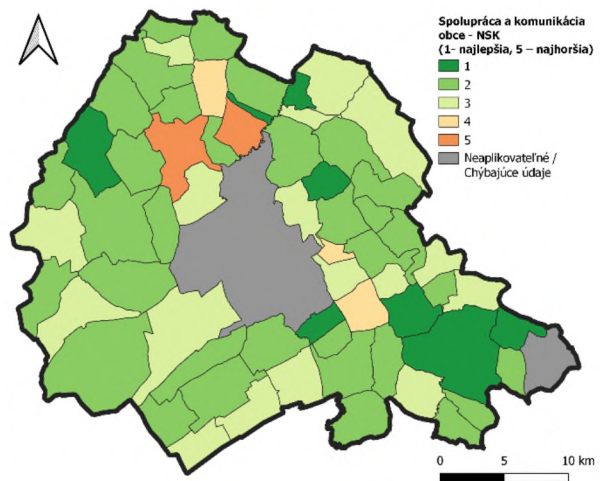 Spolupráca a komunikácia
obce - NSK
(1- najlepšia, 5 – najhoršia)
1
2
3
4
5
Neaplikovateľné /
Chýbajúce údaje
0 5 10 km